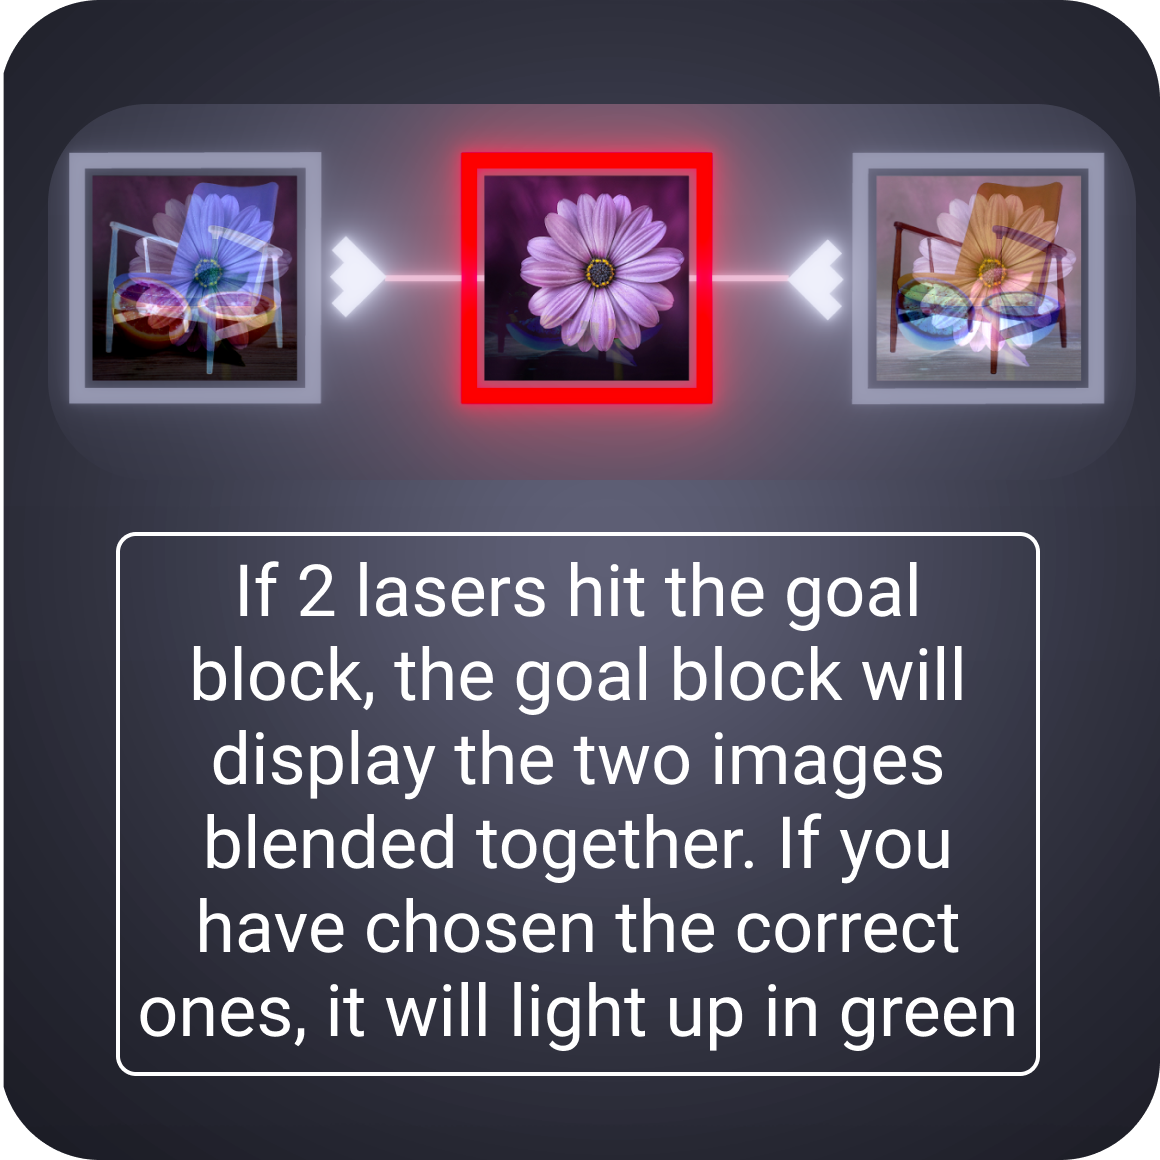 If 2 lasers hit the goal
block, the goal block will
display the two images
blended together. If you
have chosen the correct
ones, it will light up in green